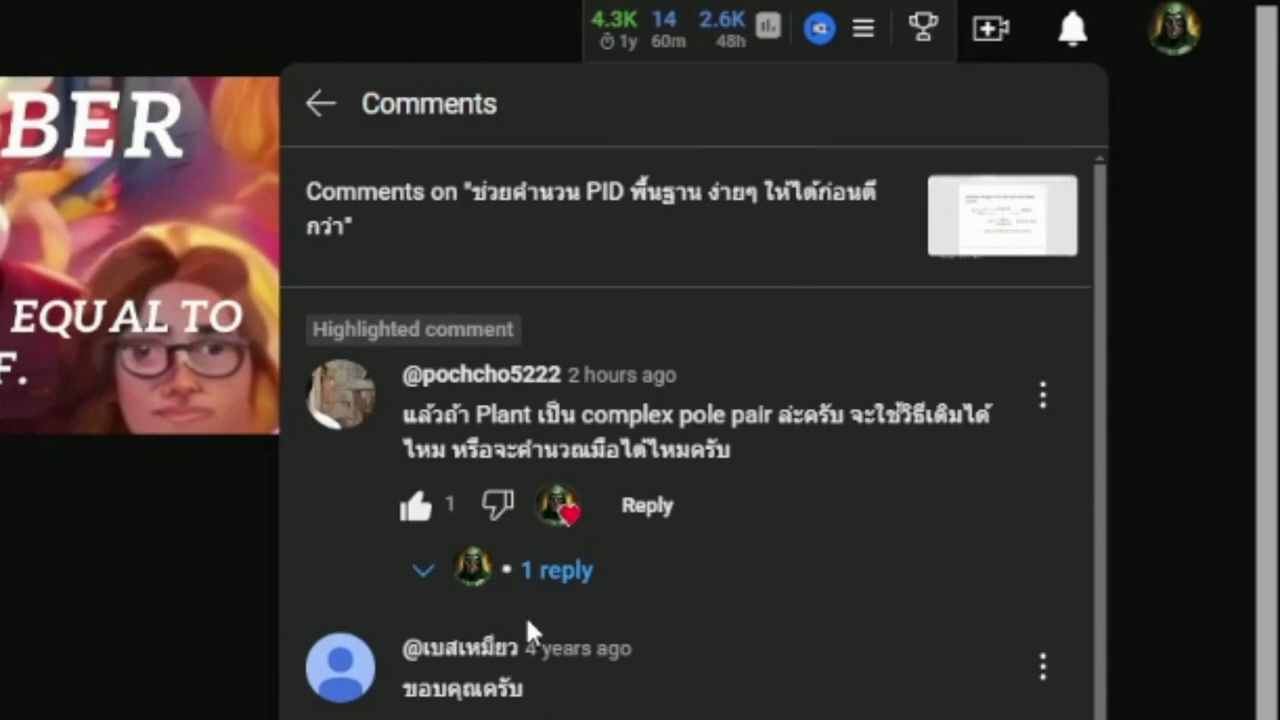 4.3K 14 2.6K
1y 60m 48h
BER
EQUAL TO
F.
Comments
Comments on "ช่วยคำนวน PID พื้นฐาน ง่ายๆ ให้ได้ก่อนดี
กว่า"
Highlighted comment
@pochcho5222 2 hours ago
แล้วถ้า Plant เป็น complex pole pair ล่ะครับ จะใช้วิธีเดิมได้
ไหม หรือจะคำนวณมือได้ไหมครับ
1
Reply
• 1 reply
@เบสเหมียว 4 years ago
ขอบคุณครับ